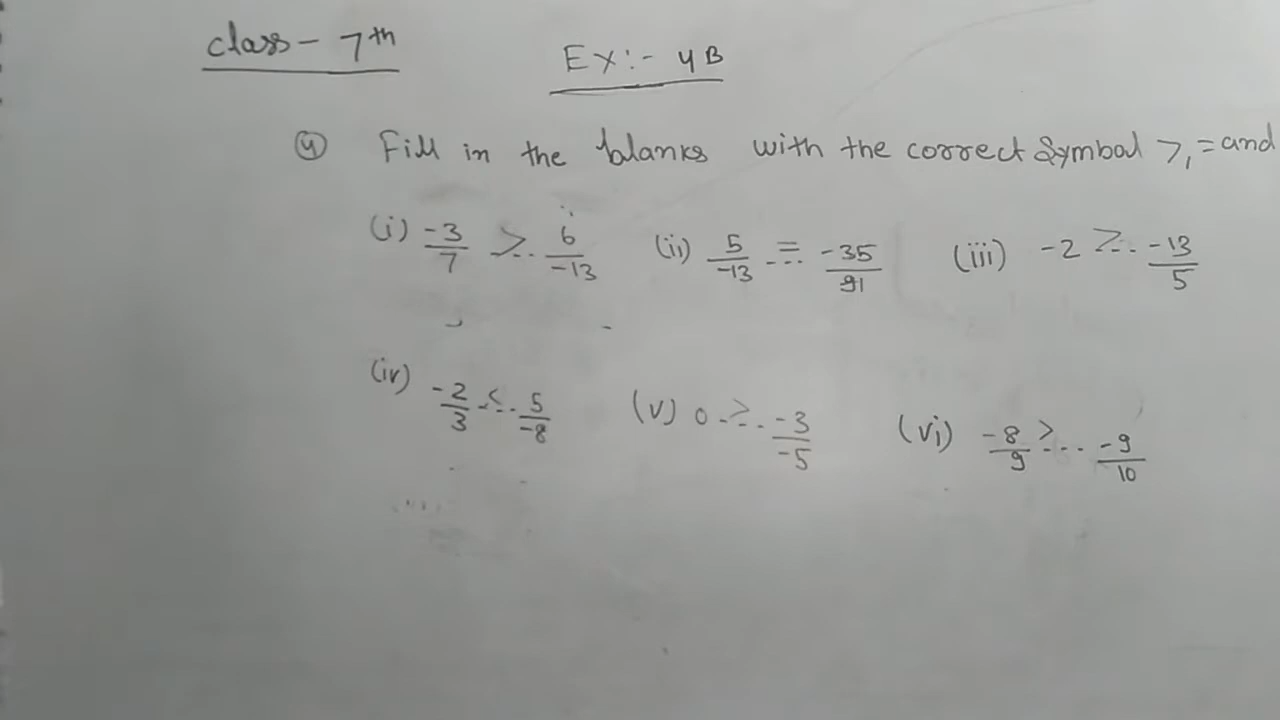 class - 7th
Ex:- 4B
④ Fill in the blanks with the correct symbol >, = and
(i) -3/7 >... 6/-13 (ii) 5/-13 =... -35/91 (iii) -2 >... -13/5
(iv) -2/3 <... 5/-8 (v) 0 >... -3/-5 (vi) -8/9 >... -9/10